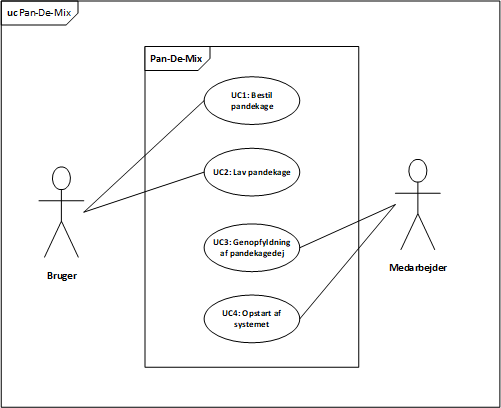 uc Pan-De-Mix
Pan-De-Mix
UC1: Bestil
pandekage
UC2: Lav pandekage
UC3: Genopfyldning
af pandekagedej
UC4: Opstart af
systemet
Bruger
Medarbejder